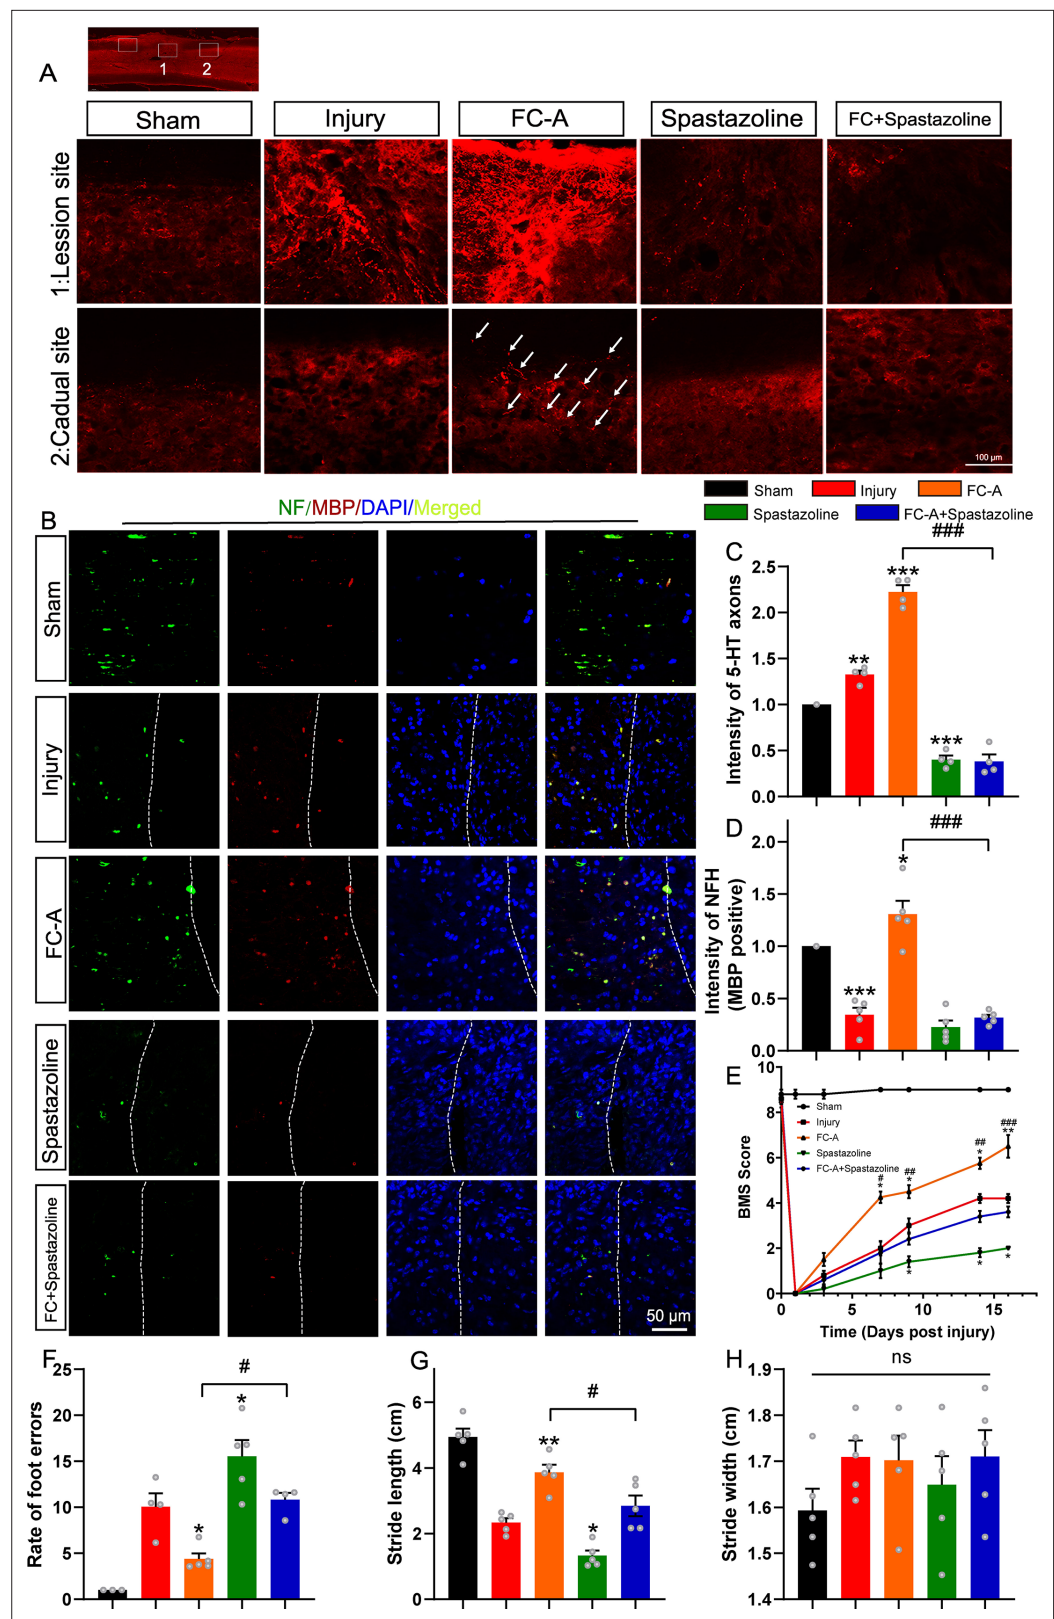 A
1
2
Sham
Injury
FC-A
Spastazoline
FC+Spastazoline
1:Lession site
2:Cadual site
100 μm
Sham
Injury
FC-A
Spastazoline
FC-A+Spastazoline
B
NF/MBP/DAPI/Merged
Sham
Injury
FC-A
Spastazoline
FC+Spastazoline
50 μm
C
Intensity of 5-HT axons
2.5
2.0
1.5
1.0
0.5
0.0
**
***
***
###
D
Intensity of NFH
(MBP positive)
2.0
1.5
1.0
0.5
0.0
***
*
###
E
BMS Score
10
8
6
4
2
0
0
5
10
15
Time (Days post injury)
Sham
Injury
FC-A
Spastazoline
FC-A+Spastazoline
#
*
##
*
##
*
###
**
*
*
*
F
Rate of foot errors
25
20
15
10
5
0
*
*
#
G
Stride length (cm)
6
4
2
0
**
*
#
H
Stride width (cm)
1.9
1.8
1.7
1.6
1.5
1.4
ns